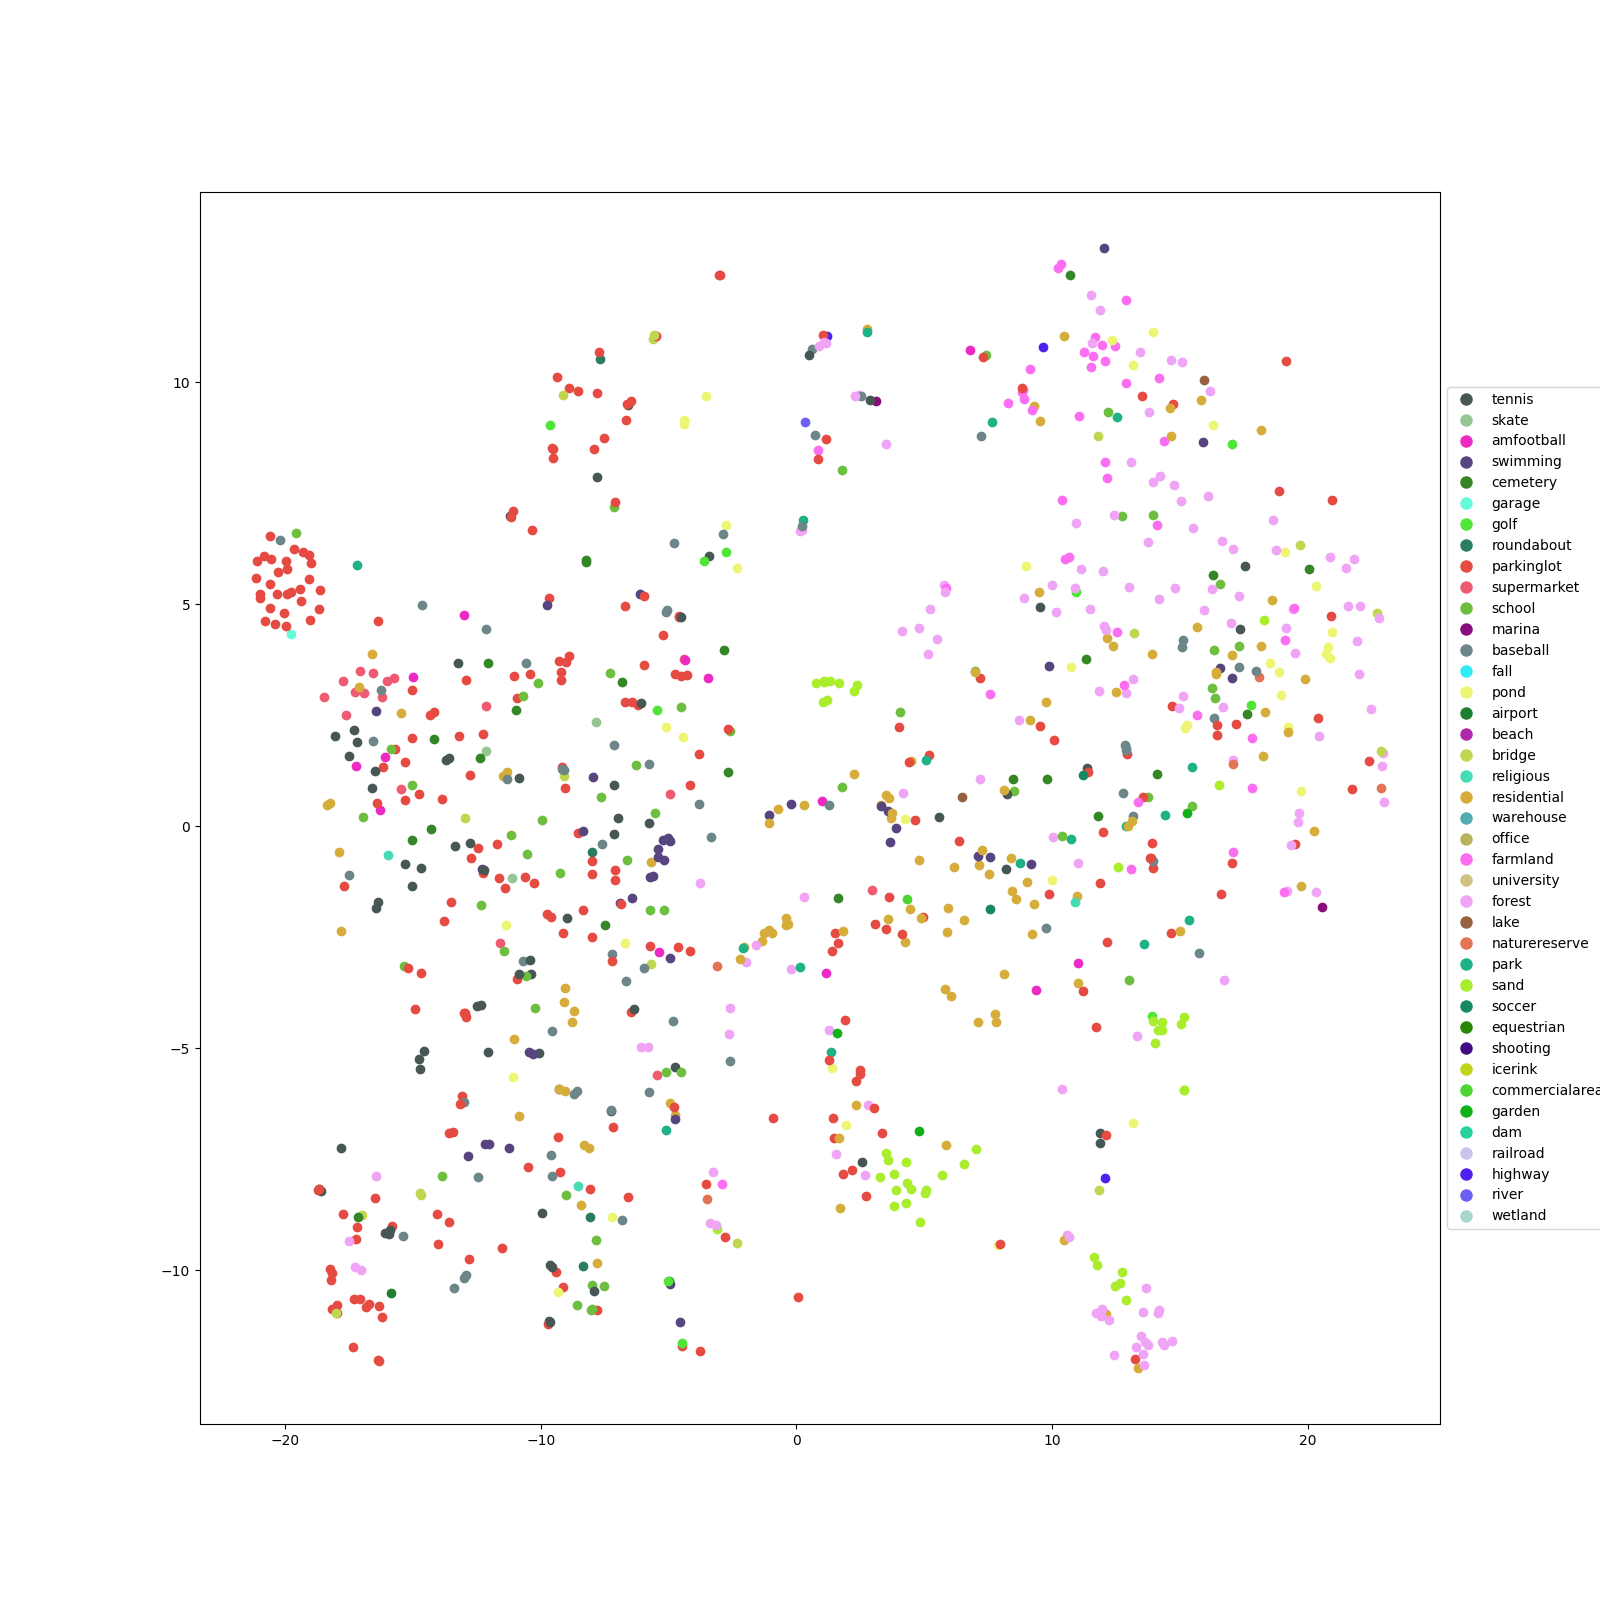 10
5
0
−5
−10
−20
−10
0
10
20
tennis
skate
amfootball
swimming
cemetery
garage
golf
roundabout
parkinglot
supermarket
school
marina
baseball
fall
pond
airport
beach
bridge
religious
residential
warehouse
office
farmland
university
forest
lake
naturereserve
park
sand
soccer
equestrian
shooting
icerink
commercialarea
garden
dam
railroad
highway
river
wetland